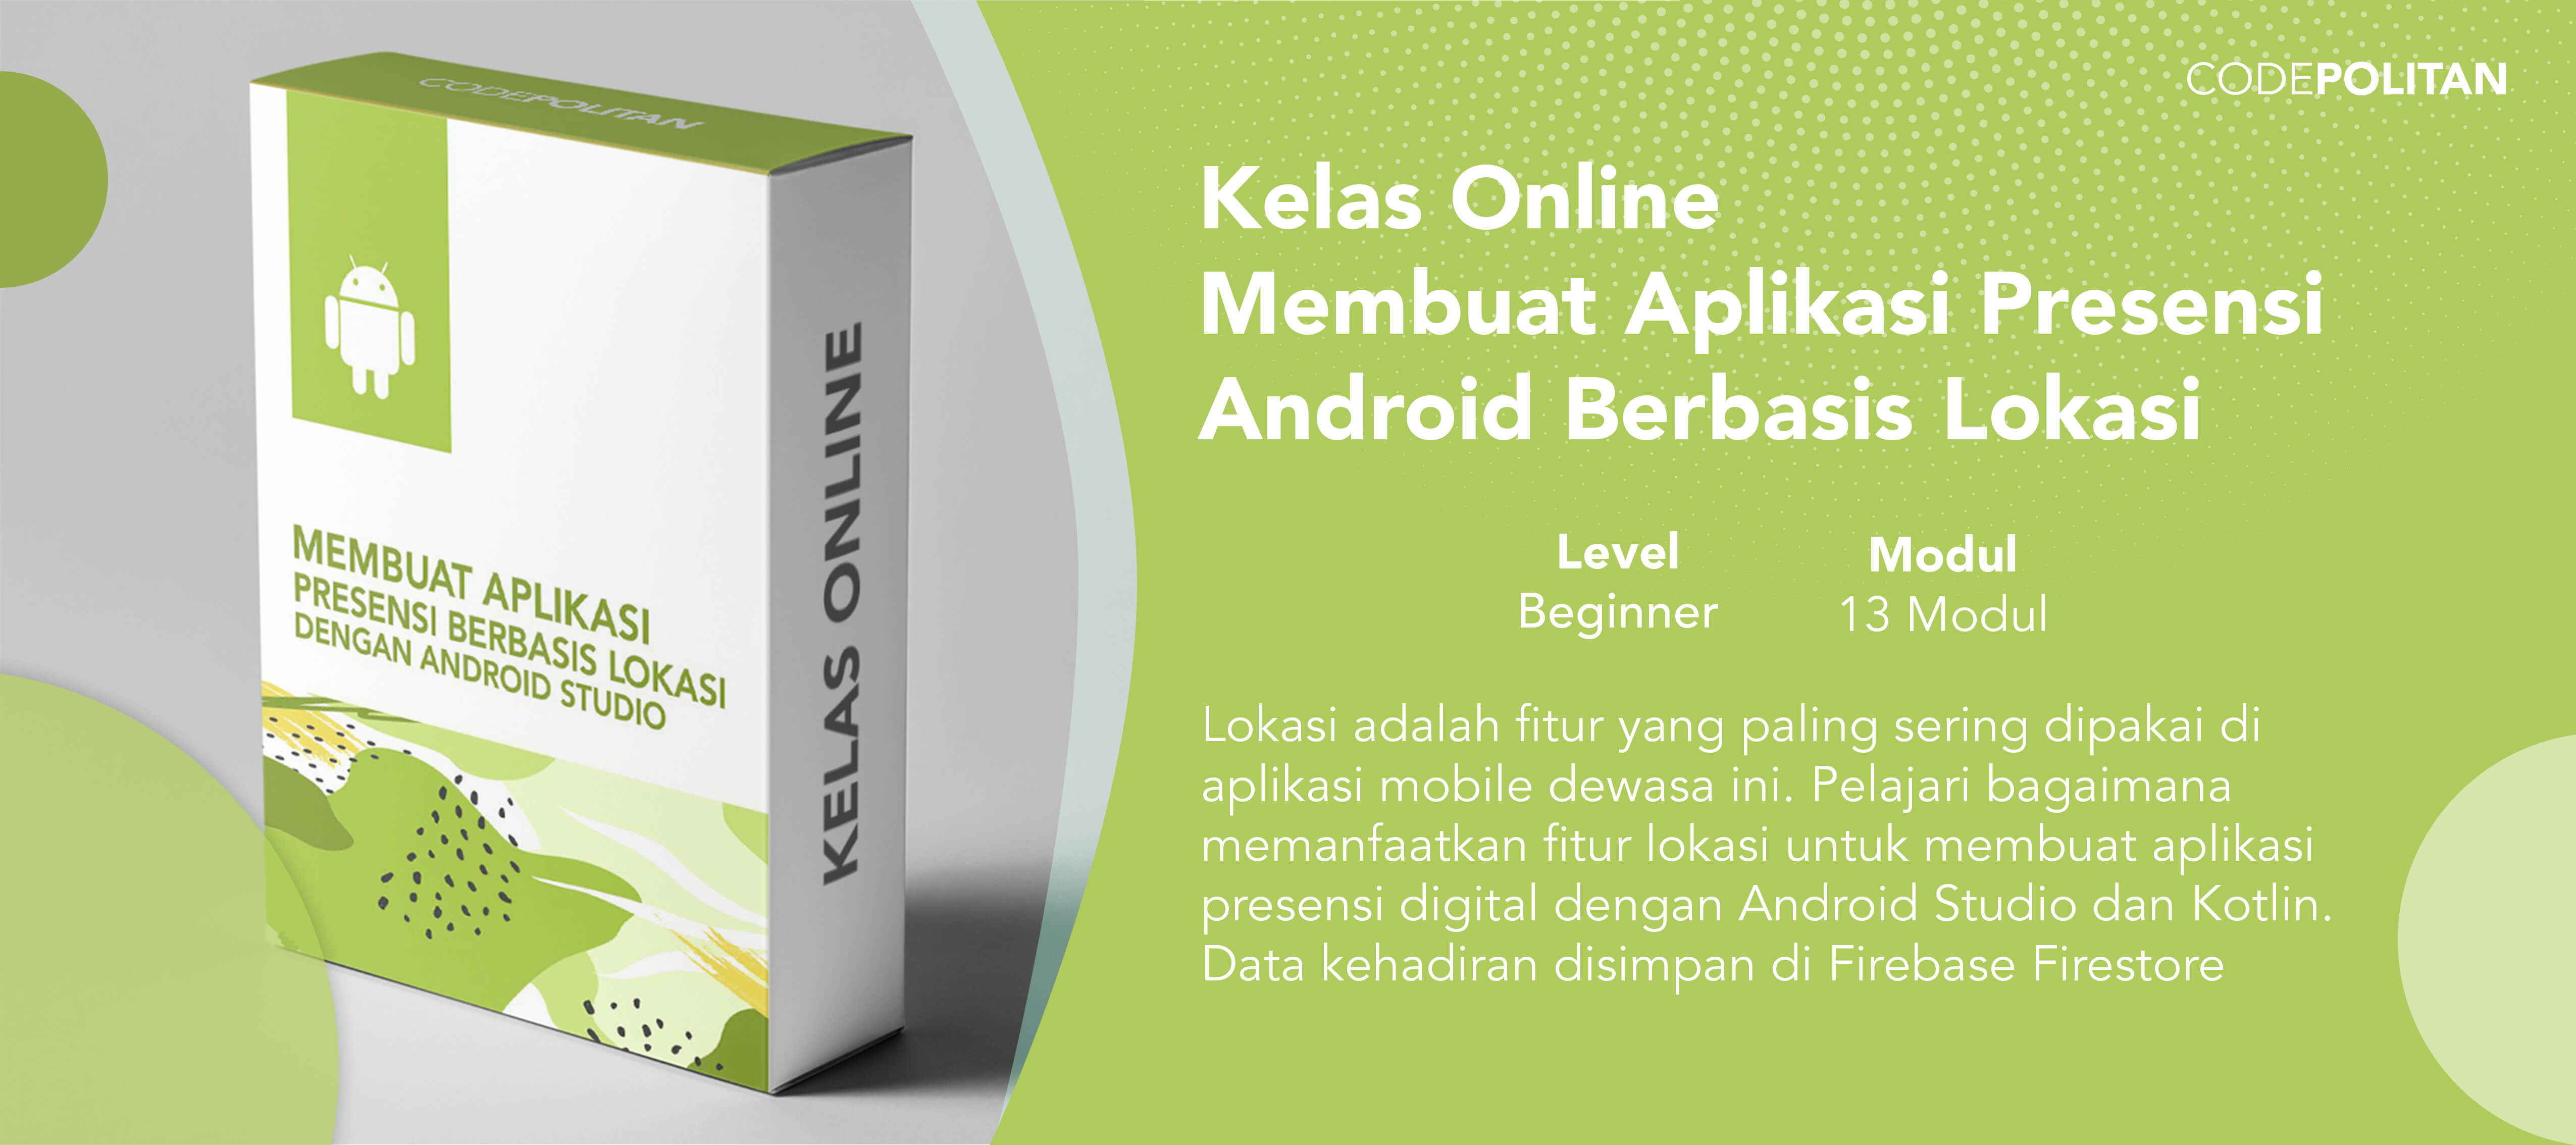 CODEPOLITAN
MEMBUAT APLIKASI
PRESENSI BERBASIS LOKASI
DENGAN ANDROID STUDIO
KELAS ONLINE
CODEPOLITAN
Kelas Online
Membuat Aplikasi Presensi
Android Berbasis Lokasi
Level
Beginner
Modul
13 Modul
Lokasi adalah fitur yang paling sering dipakai di
aplikasi mobile dewasa ini. Pelajari bagaimana
memanfaatkan fitur lokasi untuk membuat aplikasi
presensi digital dengan Android Studio dan Kotlin.
Data kehadiran disimpan di Firebase Firestore